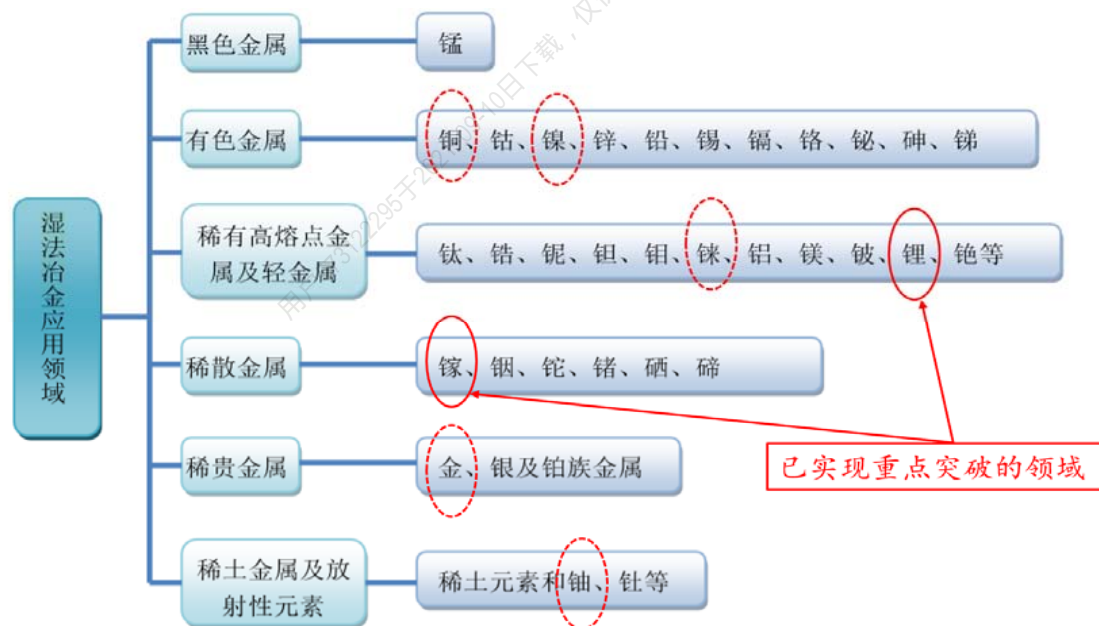 湿法冶金应用领域
黑色金属
锰
有色金属
铜、钴、镍、锌、铅、锡、镉、铬、铋、砷、锑
稀有高熔点金
属及轻金属
钛、锆、铌、钽、钼、铼、铝、镁、铍、锂、铯等
稀散金属
镓、铟、铊、锗、硒、碲
稀贵金属
金、银及铂族金属
稀土金属及放
射性元素
稀土元素和铀、钍等
已实现重点突破的领域